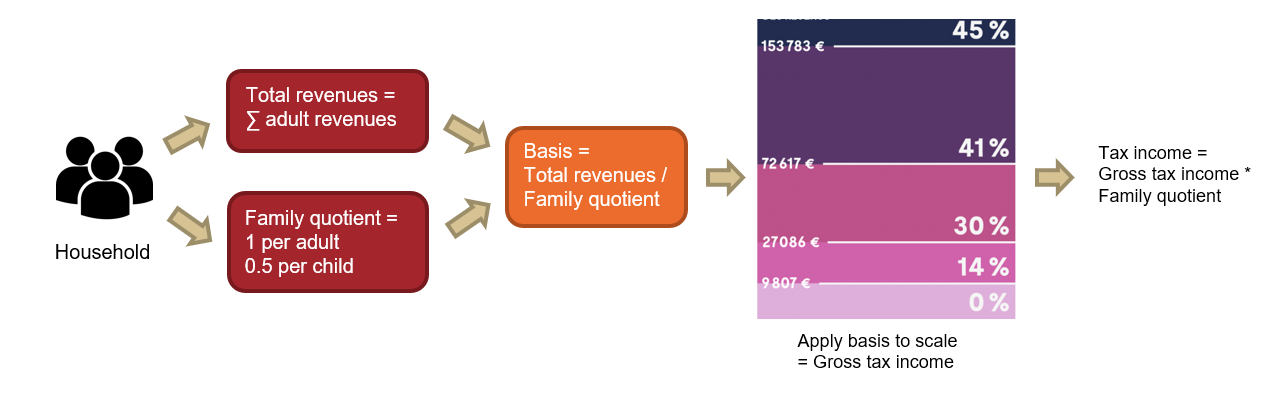 Household
Total revenues =
∑ adult revenues
Family quotient =
1 per adult
0.5 per child
Basis =
Total revenues /
Family quotient
45 %
153 783 €
41 %
72 617 €
30 %
27 086 €
14 %
9 807 €
0 %
Apply basis to scale
= Gross tax income
Tax income =
Gross tax income *
Family quotient